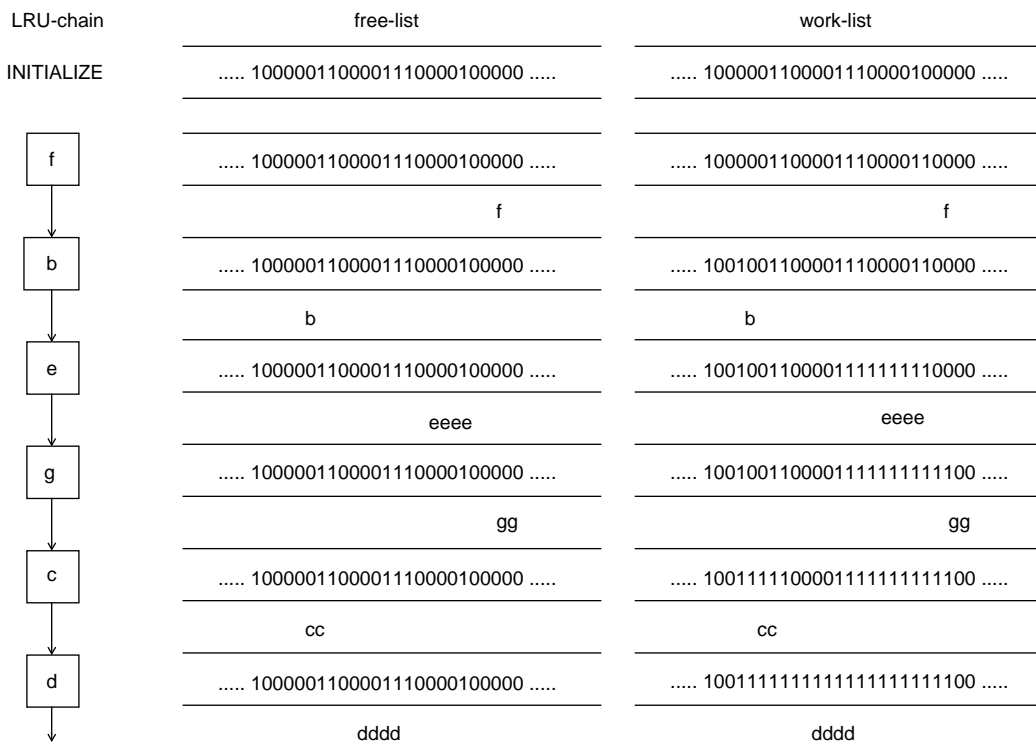 LRU-chain free-list work-list
INITIALIZE ..... 1000001100001110000100000 ..... ..... 1000001100001110000100000 .....
f ..... 1000001100001110000100000 ..... ..... 1000001100001110000110000 .....
f f
b ..... 1000001100001110000100000 ..... ..... 1001001100001110000110000 .....
b b
e ..... 1000001100001110000100000 ..... ..... 1001001100001111111110000 .....
eeee eeee
g ..... 1000001100001110000100000 ..... ..... 1001001100001111111111100 .....
gg gg
c ..... 1000001100001110000100000 ..... ..... 1001111100001111111111100 .....
cc cc
d ..... 1000001100001110000100000 ..... ..... 1001111111111111111111100 .....
dddd dddd